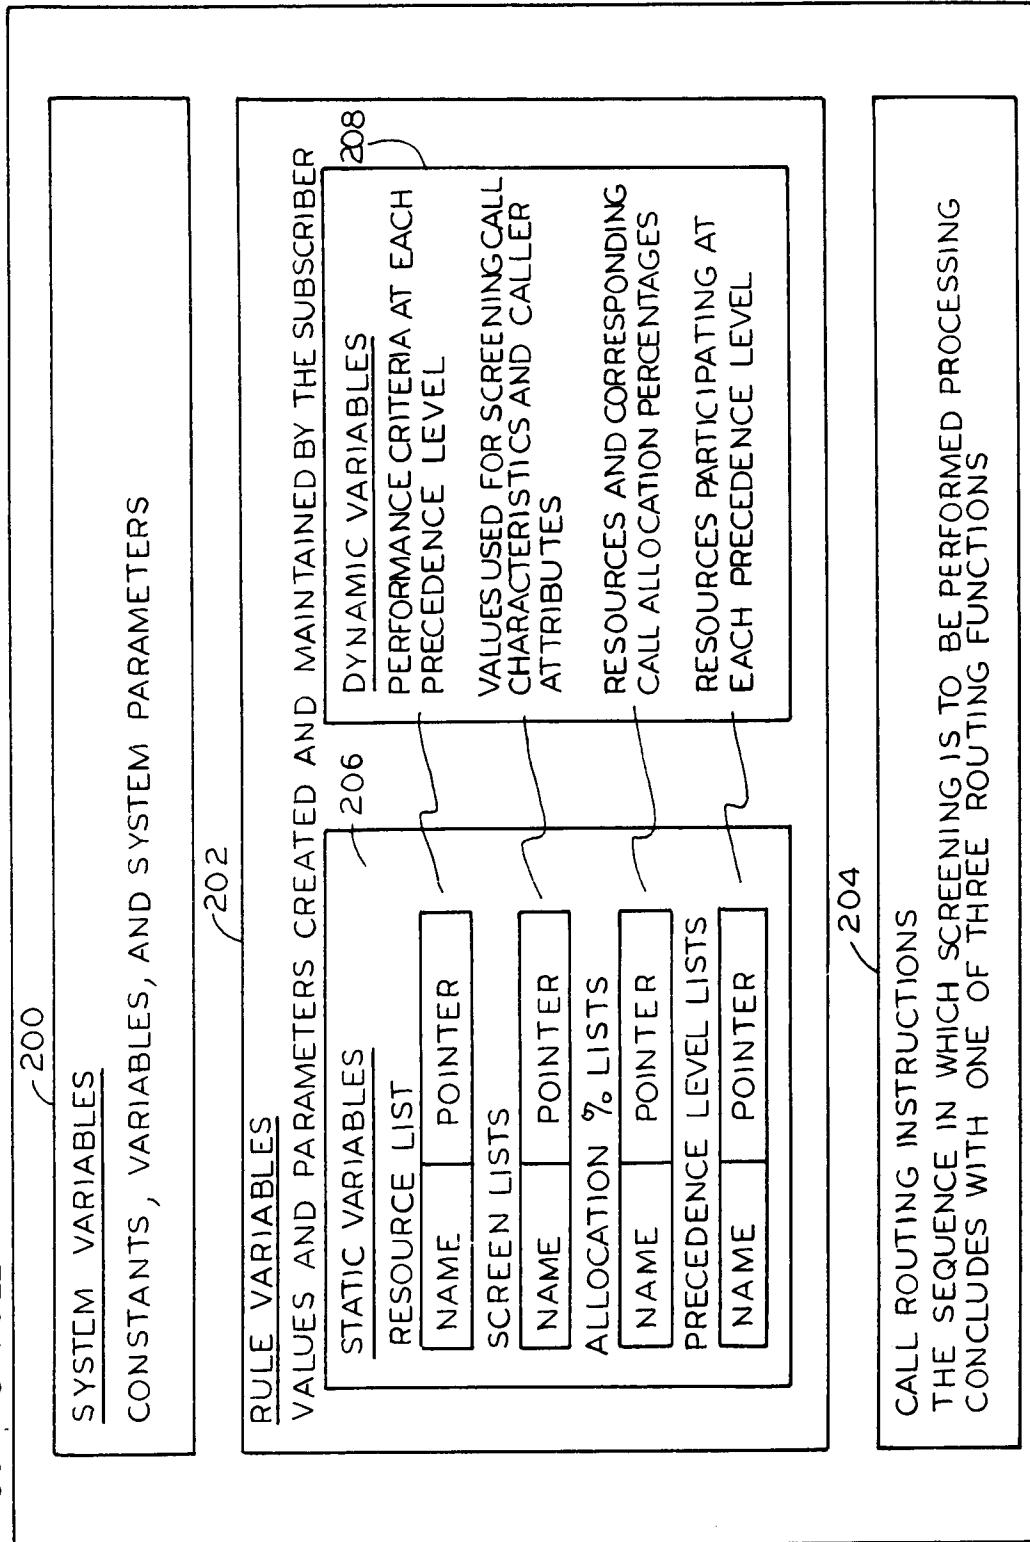 200
SYSTEM VARIABLES
CONSTANTS, VARIABLES, AND SYSTEM PARAMETERS
202
RULE VARIABLES
VALUES AND PARAMETERS CREATED AND MAINTAINED BY THE SUBSCRIBER
206
STATIC VARIABLES
RESOURCE LIST
NAME POINTER
SCREEN LISTS
NAME POINTER
ALLOCATION % LISTS
NAME POINTER
PRECEDENCE LEVEL LISTS
NAME POINTER
208
DYNAMIC VARIABLES
PERFORMANCE CRITERIA AT EACH
PRECEDENCE LEVEL
VALUES USED FOR SCREENING CALL
CHARACTERISTICS AND CALLER
ATTRIBUTES
RESOURCES AND CORRESPONDING
CALL ALLOCATION PERCENTAGES
RESOURCES PARTICIPATING AT
EACH PRECEDENCE LEVEL
204
CALL ROUTING INSTRUCTIONS
THE SEQUENCE IN WHICH SCREENING IS TO BE PERFORMED PROCESSING
CONCLUDES WITH ONE OF THREE ROUTING FUNCTIONS